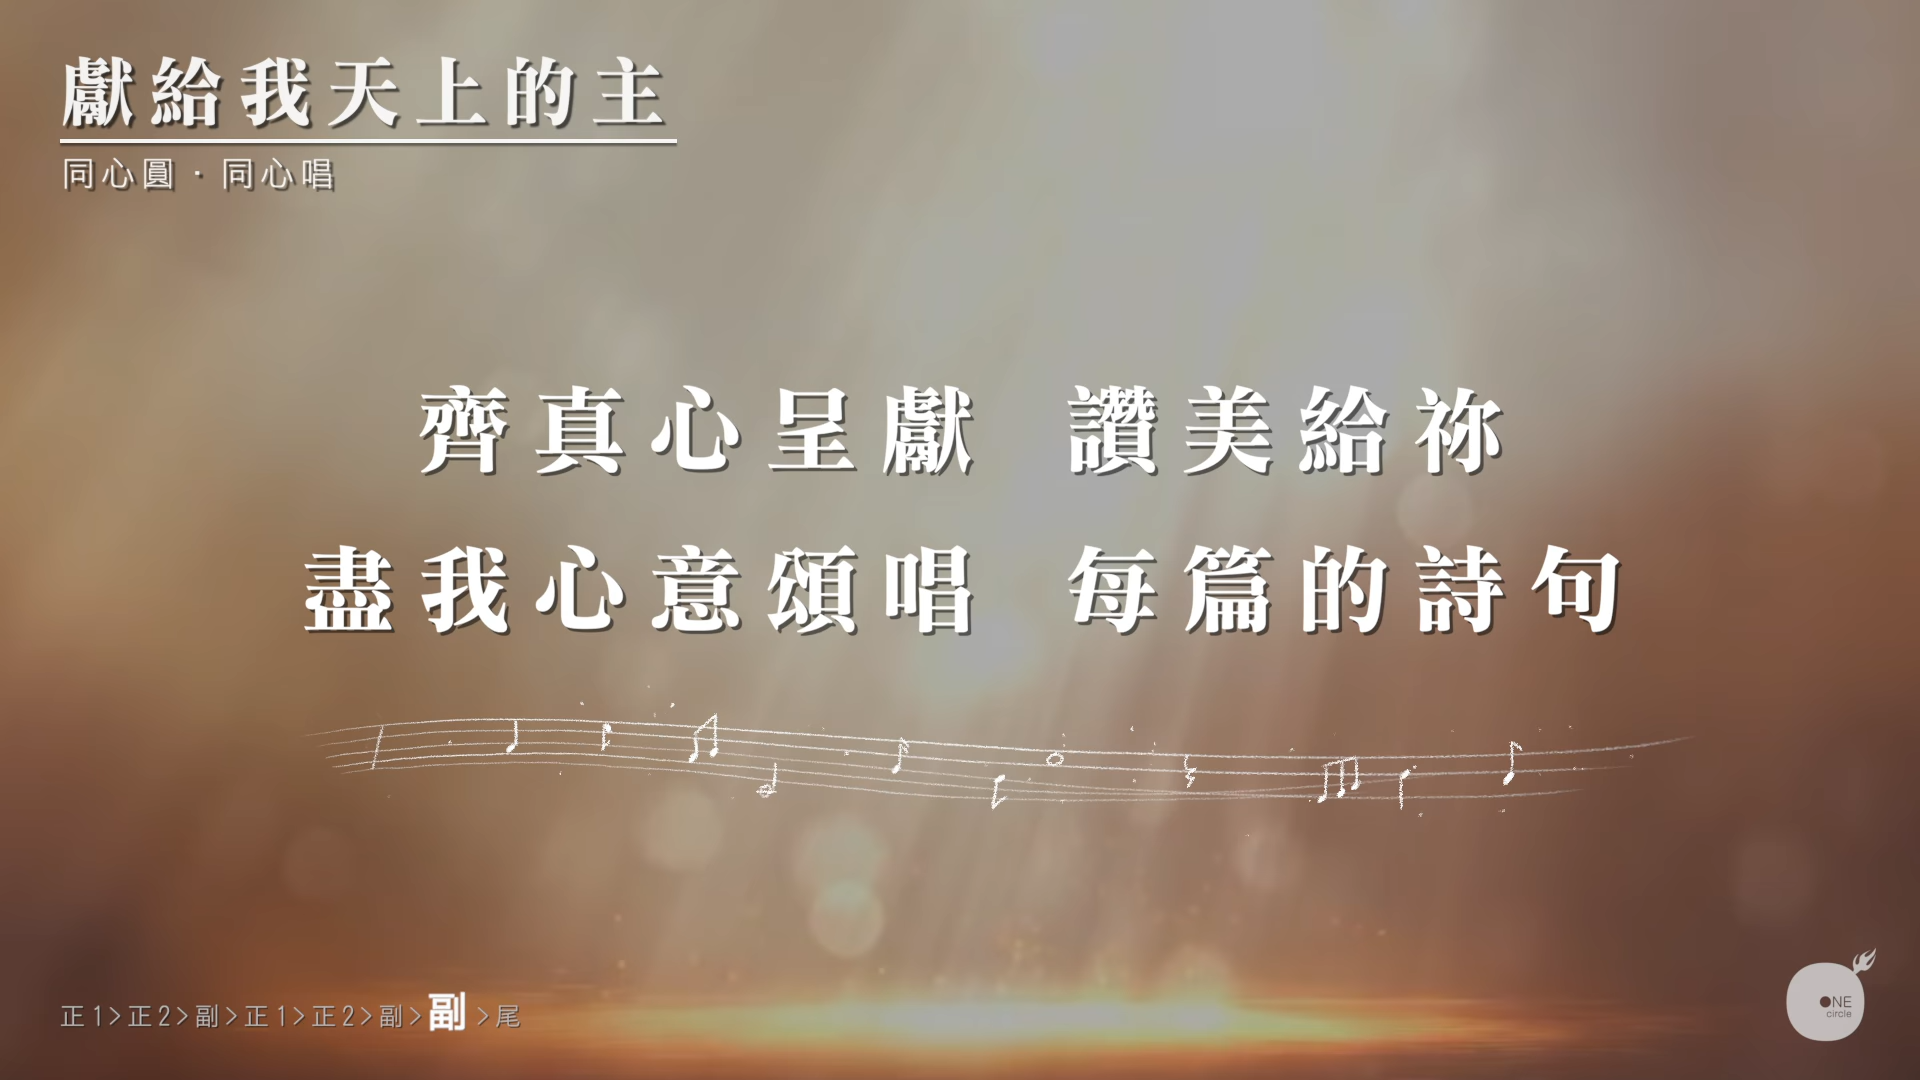 獻給我天上的主
同心圓 · 同心唱
齊真心呈獻 讚美給祢
盡我心意頌唱 每篇的詩句
正1>正2>副>正1>正2>副>副>尾
ONE
circle